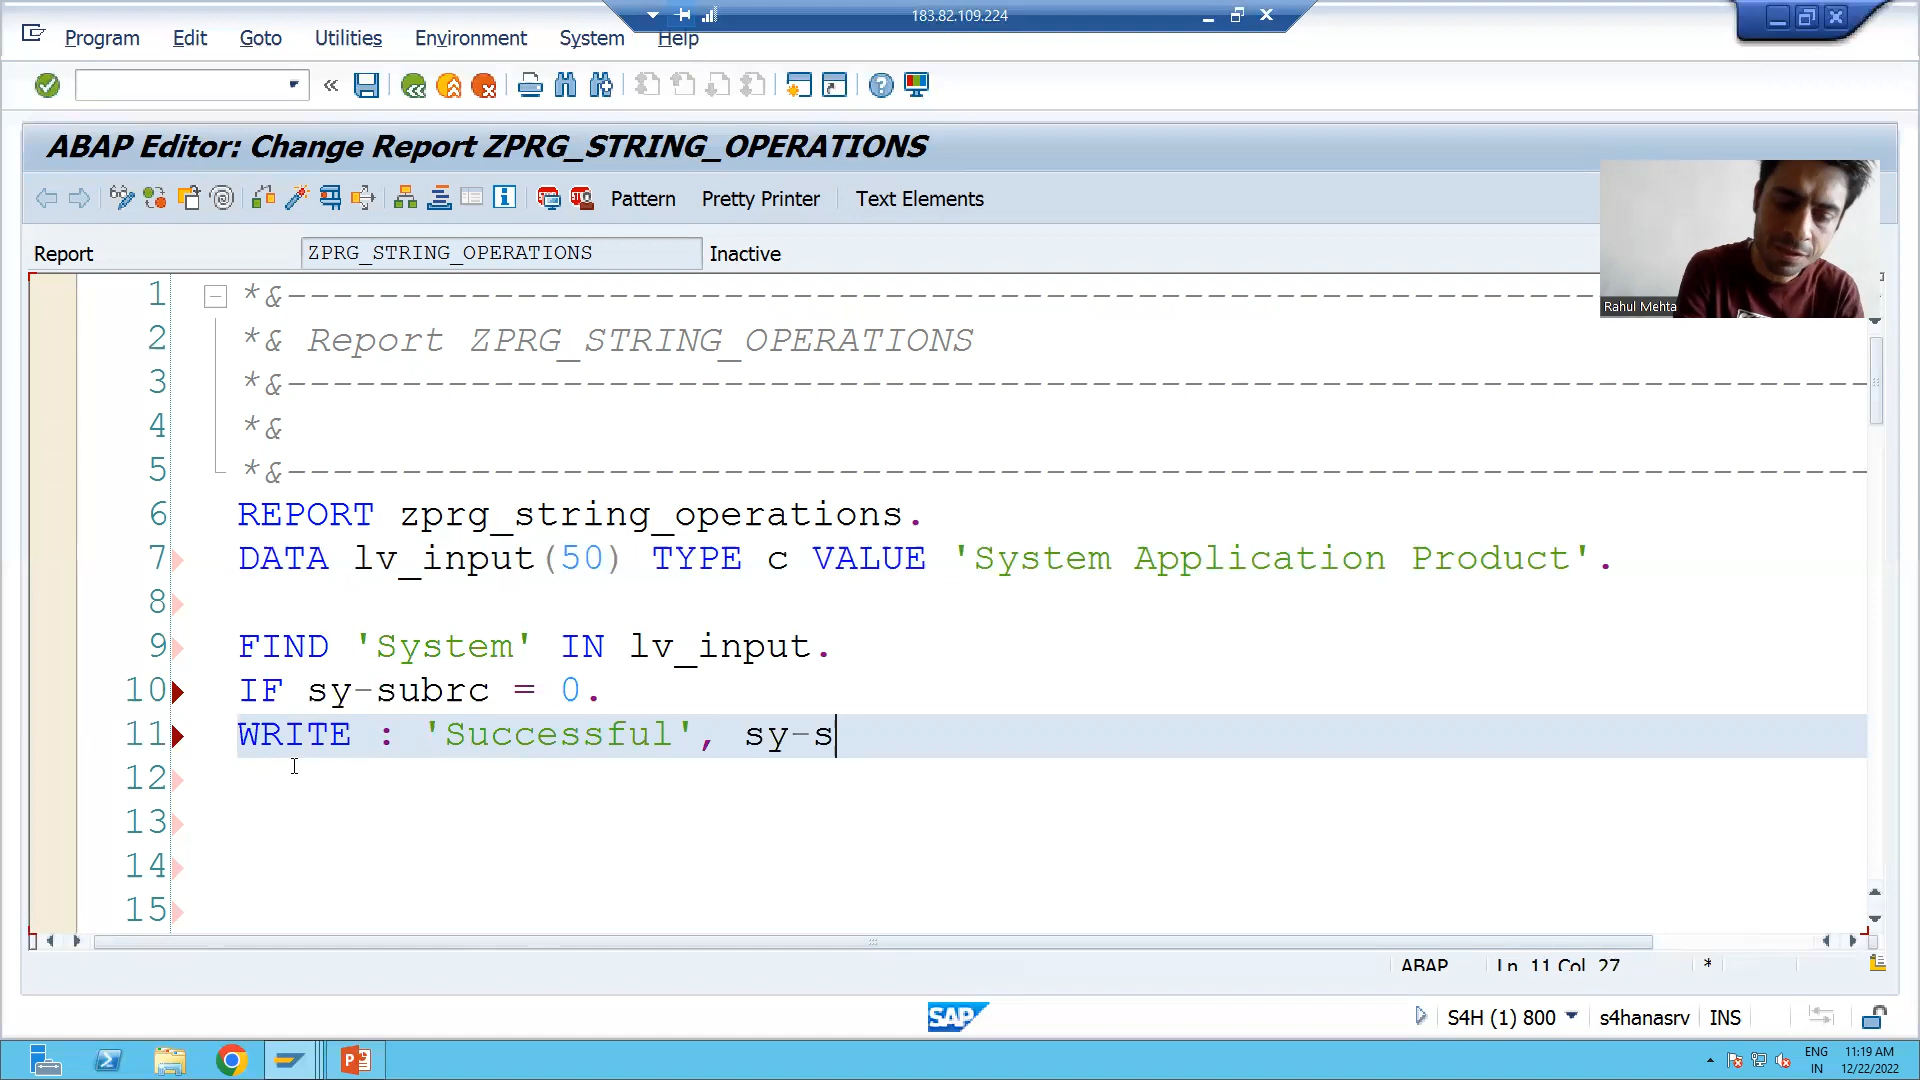 183.82.109.224
Program Edit Goto Utilities Environment System Help
ABAP Editor: Change Report ZPRG_STRING_OPERATIONS
Pattern Pretty Printer Text Elements
Report ZPRG_STRING_OPERATIONS Inactive
Rahul Mehta
1 *&---------------------------------------------------------------------
2 *& Report ZPRG_STRING_OPERATIONS
3 *&---------------------------------------------------------------------
4 *&
5 *&---------------------------------------------------------------------
6 REPORT zprg_string_operations.
7 DATA lv_input(50) TYPE c VALUE 'System Application Product'.
8
9 FIND 'System' IN lv_input.
10 IF sy-subrc = 0.
11 WRITE : 'Successful', sy-s
12
13
14
15
ABAP Ln 11 Col 27 *
SAP S4H (1) 800 s4hanasrv INS
ENG 11:19 AM
IN 12/22/2022